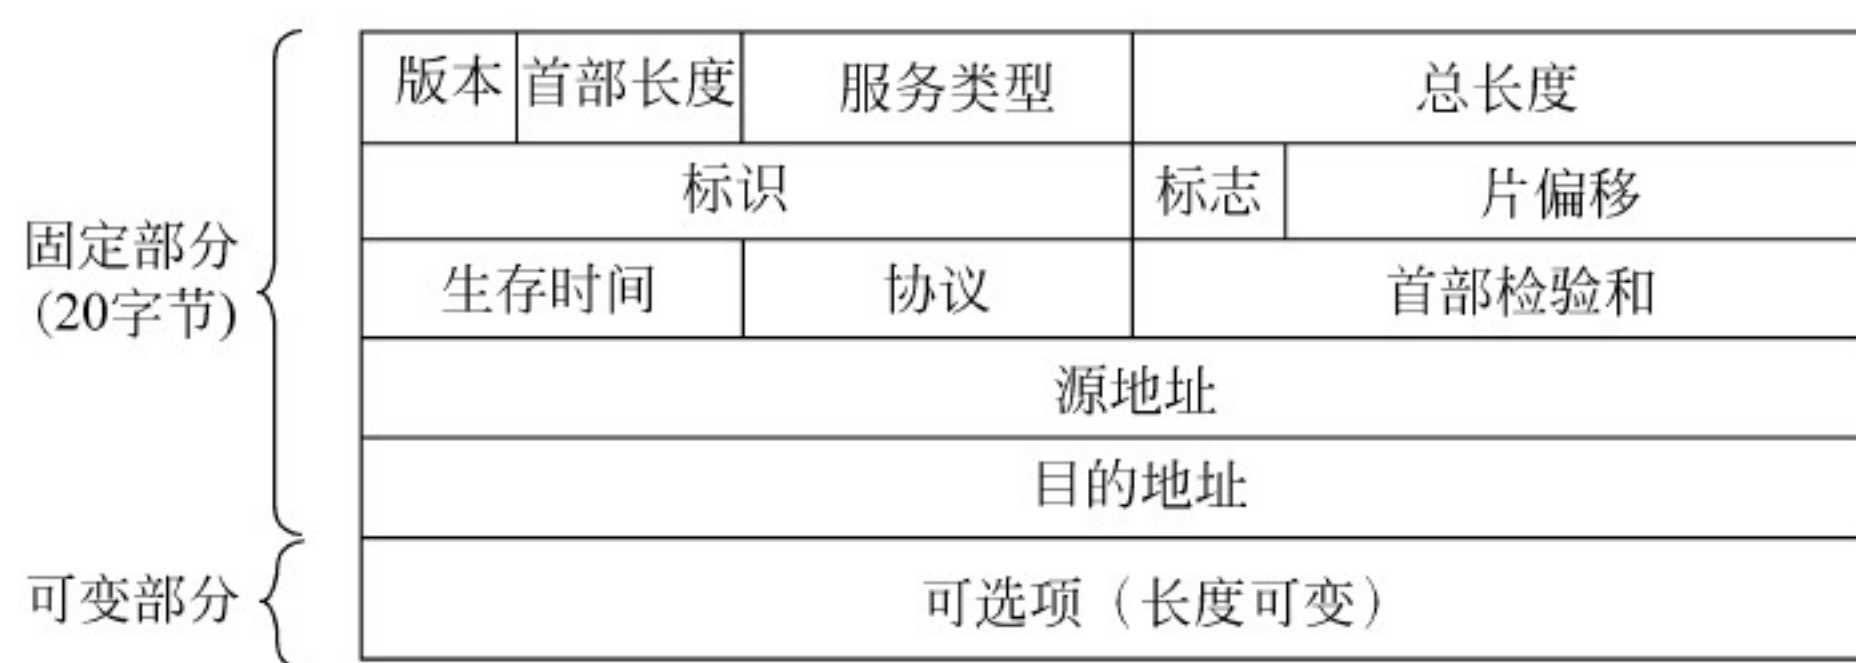 版本 首部长度 服务类型 总长度
标识 标志 片偏移
固定部分
(20字节)
生存时间 协议 首部检验和
源地址
目的地址
可变部分
可选项（长度可变）